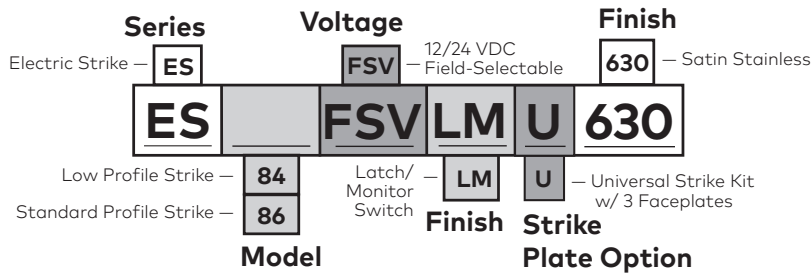 Series
Voltage
Finish
Electric Strike — ES
FSV — 12/24 VDC
Field-Selectable
630 — Satin Stainless
ES FSV LM U 630
Low Profile Strike — 84
Standard Profile Strike — 86
Model
Latch/
Monitor
Switch — LM
Finish
U — Universal Strike Kit
w/ 3 Faceplates
Strike
Plate Option